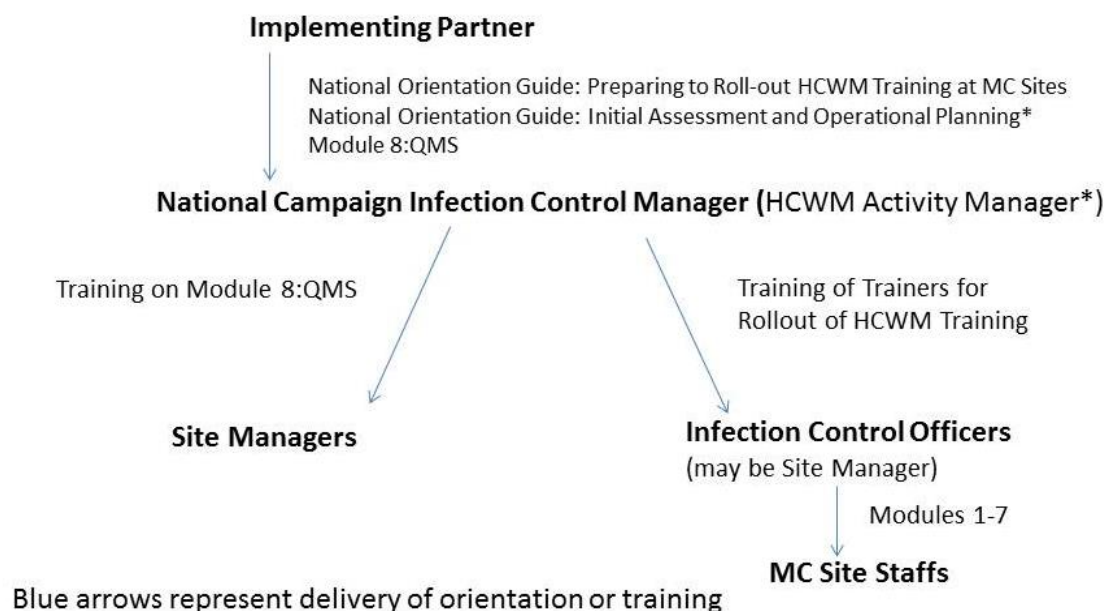 Implementing Partner
National Orientation Guide: Preparing to Roll-out HCWM Training at MC Sites
National Orientation Guide: Initial Assessment and Operational Planning*
Module 8:QMS
National Campaign Infection Control Manager (HCWM Activity Manager*)
Training on Module 8:QMS
Training of Trainers for
Rollout of HCWM Training
Site Managers
Infection Control Officers
(may be Site Manager)
Modules 1-7
MC Site Staffs
Blue arrows represent delivery of orientation or training